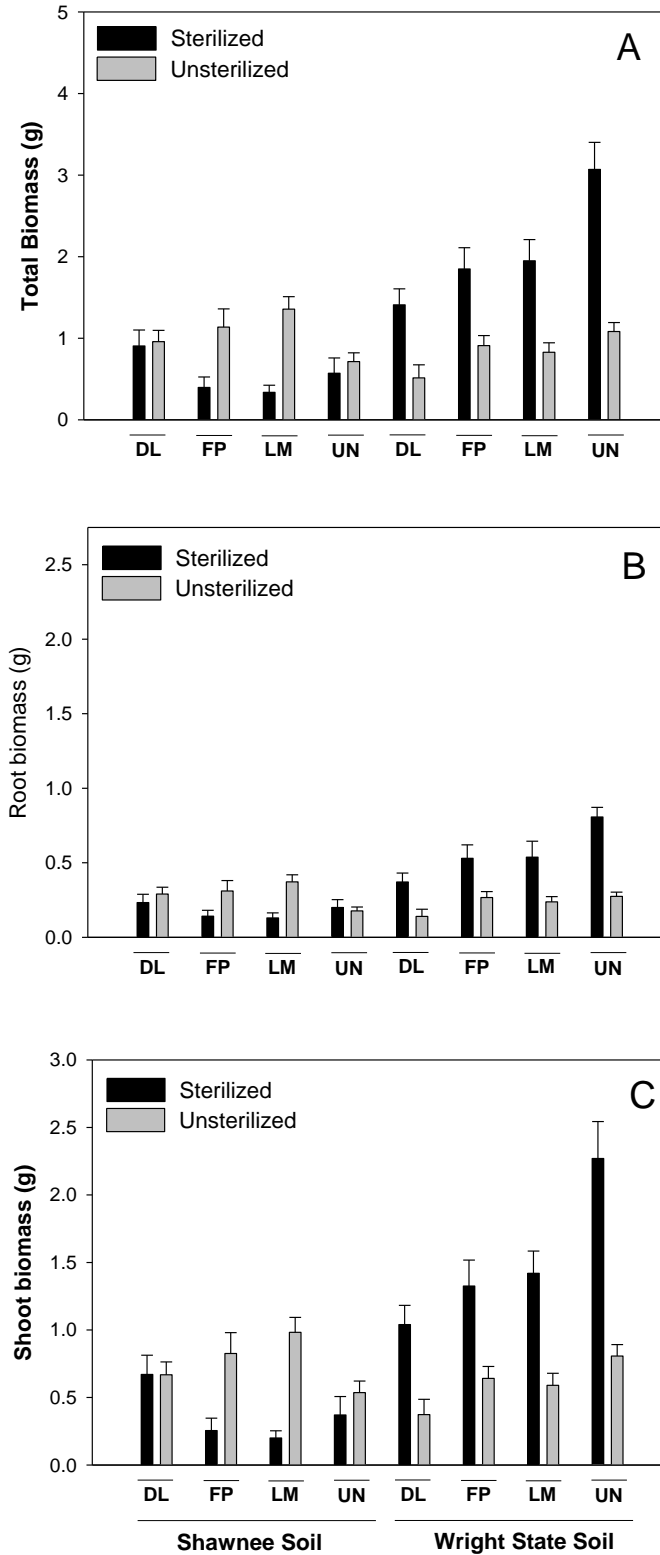 5
Sterilized
Unsterilized
A
4
3
2
1
0
Total Biomass (g)
DL FP LM UN DL FP LM UN
Sterilized
Unsterilized
B
2.5
2.0
1.5
1.0
0.5
0.0
Root biomass (g)
DL FP LM UN DL FP LM UN
3.0
Sterilized
Unsterilized
C
2.5
2.0
1.5
1.0
0.5
0.0
Shoot biomass (g)
DL FP LM UN DL FP LM UN
Shawnee Soil Wright State Soil